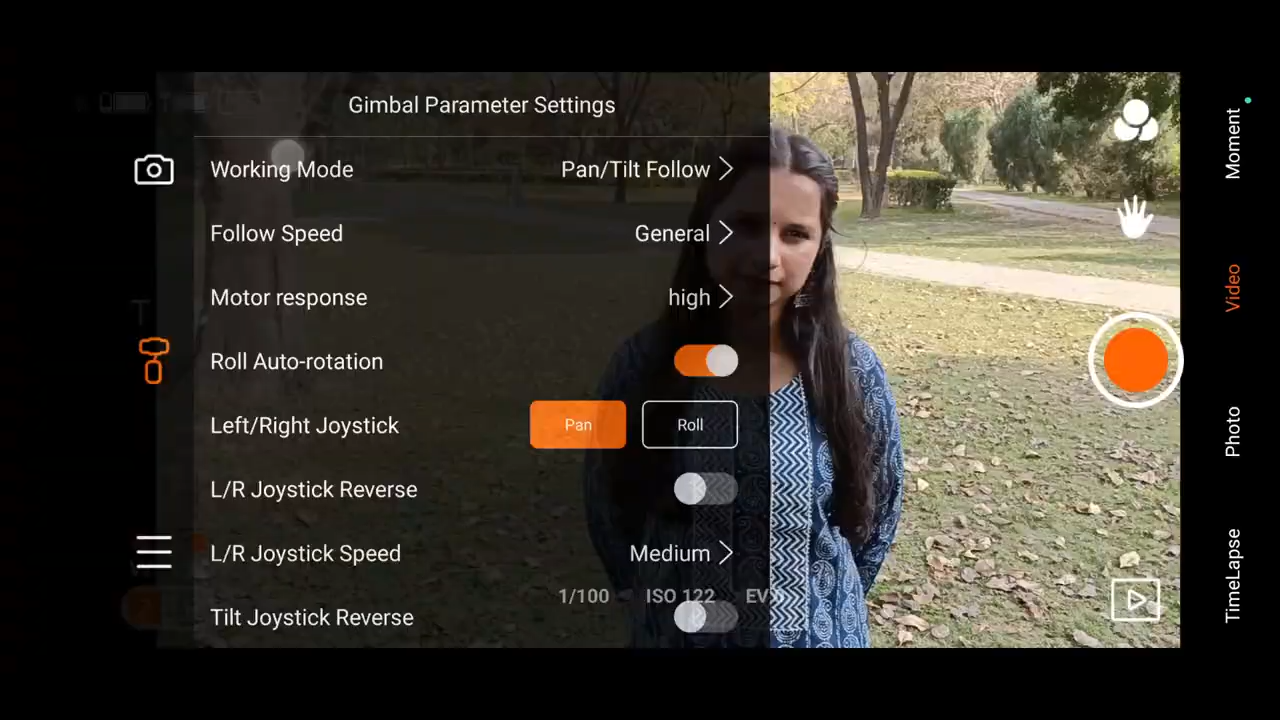 Gimbal Parameter Settings
Working Mode Pan/Tilt Follow
Follow Speed General
Motor response high
Roll Auto-rotation
Left/Right Joystick Pan Roll
L/R Joystick Reverse
L/R Joystick Speed Medium
1/100 ISO 122 EV
Tilt Joystick Reverse
Moment
Video
Photo
TimeLapse